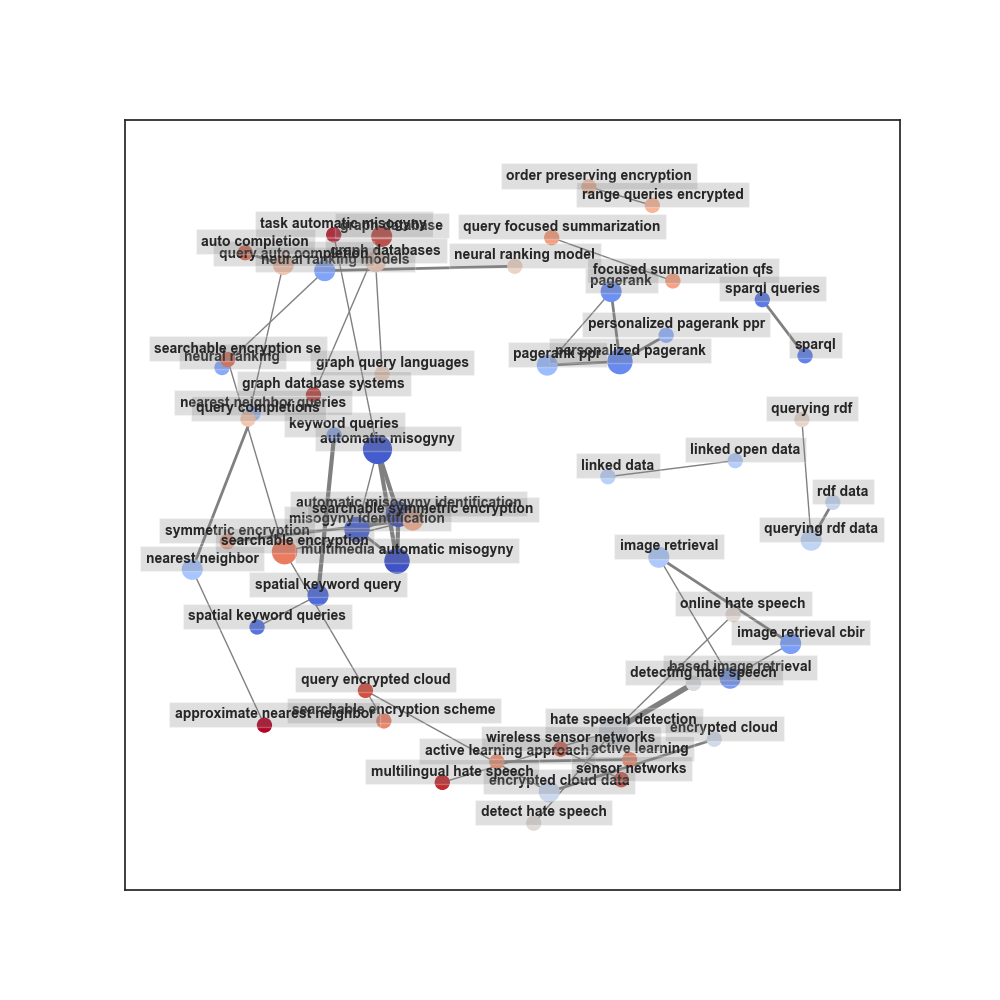 order preserving encryption
range queries encrypted
task automatic misogyny
graph database
query focused summarization
auto completion
query auto completion
graph databases
neural ranking models
neural ranking model
focused summarization qfs
pagerank
sparql queries
personalized pagerank ppr
sparql
searchable encryption se
neural ranking
pagerank ppr
personalized pagerank
graph query languages
graph database systems
nearest neighbor queries
query completions
querying rdf
keyword queries
automatic misogyny
linked open data
linked data
rdf data
automatic misogyny identification
searchable symmetric encryption
misogyny identification
symmetric encryption
querying rdf data
searchable encryption
multimedia automatic misogyny
image retrieval
nearest neighbor
spatial keyword query
online hate speech
spatial keyword queries
image retrieval cbir
based image retrieval
detecting hate speech
query encrypted cloud
approximate nearest neighbor
searchable encryption scheme
hate speech detection
encrypted cloud
wireless sensor networks
active learning approach
active learning
multilingual hate speech
sensor networks
encrypted cloud data
detect hate speech